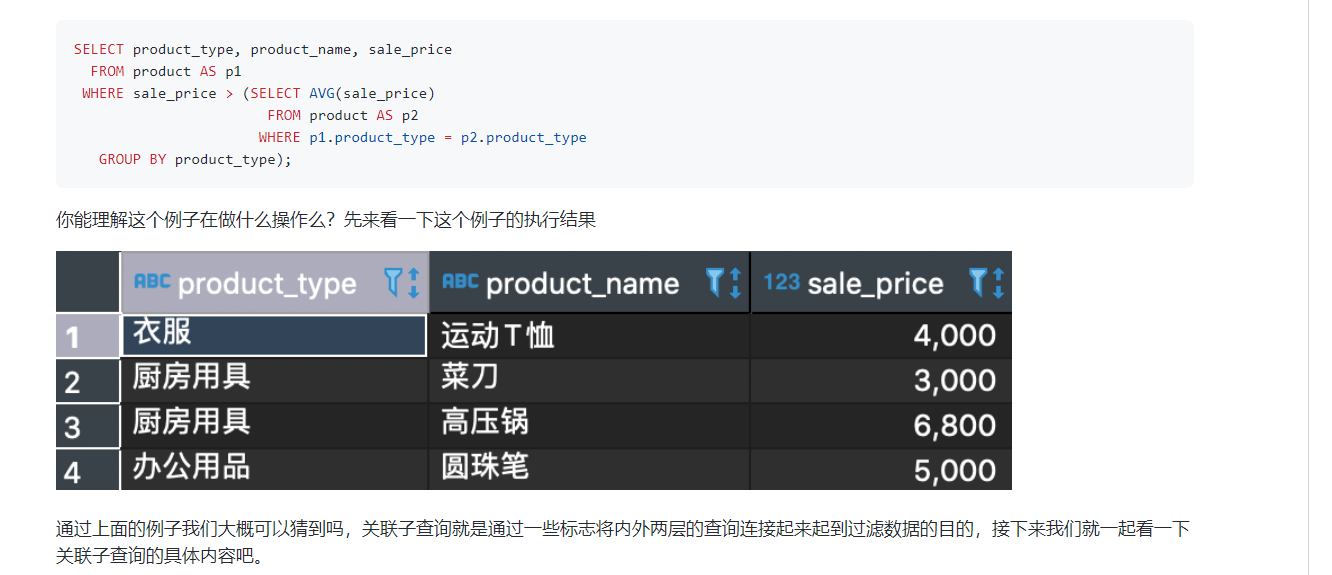 SELECT product_type, product_name, sale_price
FROM product AS p1
WHERE sale_price > (SELECT AVG(sale_price)
FROM product AS p2
WHERE p1.product_type = p2.product_type
GROUP BY product_type);
你能理解这个例子在做什么操作么？先来看一下这个例子的执行结果
ABC product_type ABC product_name 123 sale_price
1 衣服 运动T恤 4,000
2 厨房用具 菜刀 3,000
3 厨房用具 高压锅 6,800
4 办公用品 圆珠笔 5,000
通过上面的例子我们大概可以猜到吗，关联子查询就是通过一些标志将内外两层的查询连接起来起到过滤数据的目的，接下来我们就一起看一下
关联子查询的具体内容吧。